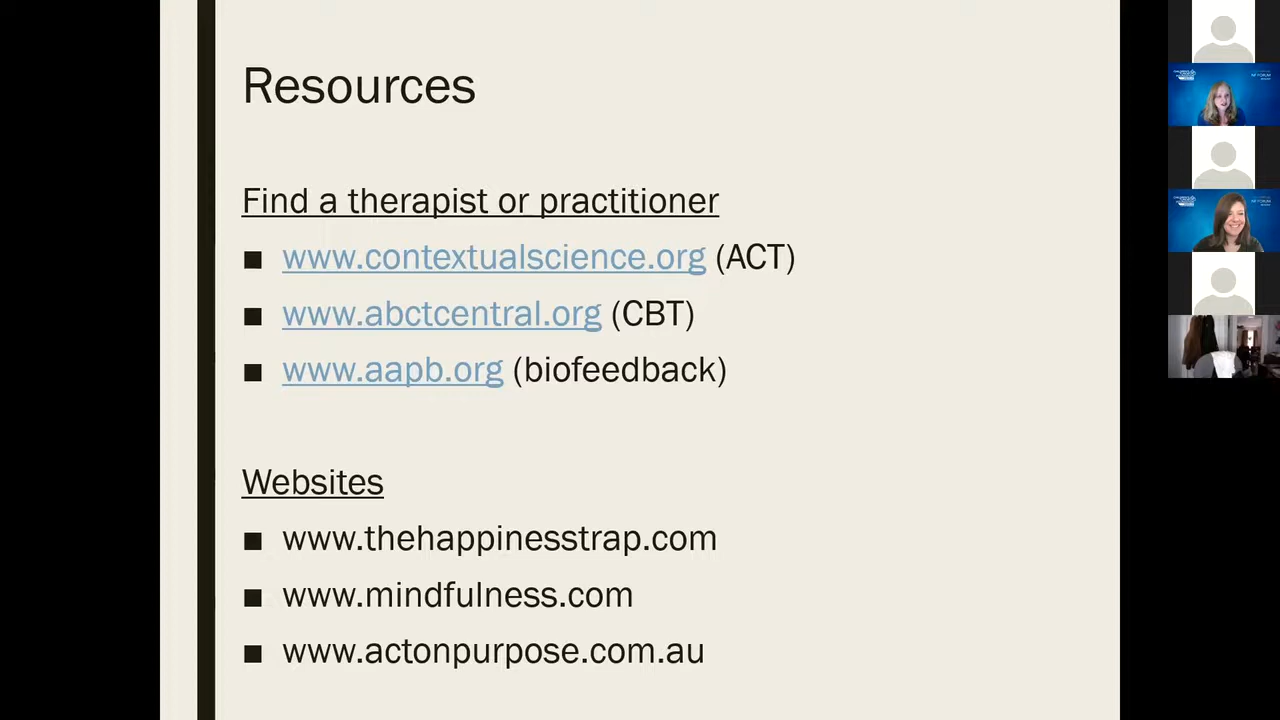 Resources
Find a therapist or practitioner
■ www.contextualscience.org (ACT)
■ www.abctcentral.org (CBT)
■ www.aapb.org (biofeedback)
Websites
■ www.thehappinesstrap.com
■ www.mindfulness.com
■ www.actonpurpose.com.au